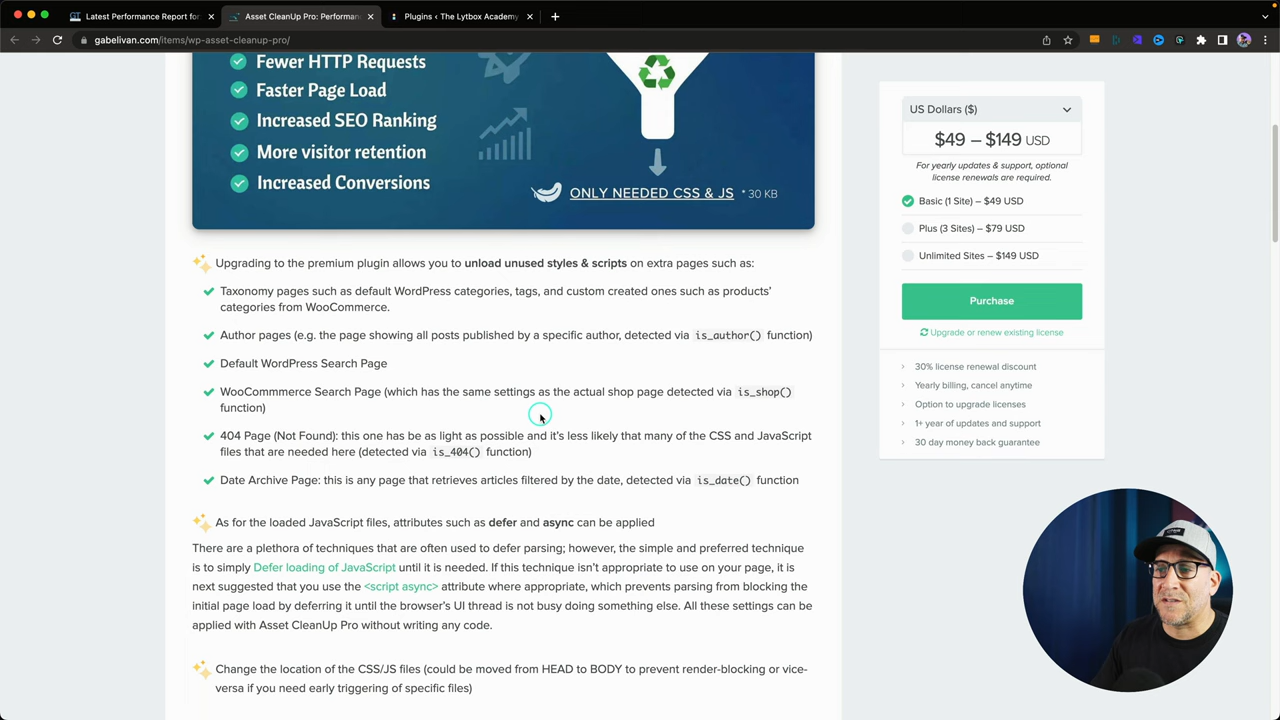 Latest Performance Report for
Asset CleanUp Pro: Performan
Plugins < The Lytbox Academy
gabelivan.com/items/wp-asset-cleanup-pro/
Fewer HTTP Requests
Faster Page Load
Increased SEO Ranking
More visitor retention
Increased Conversions
ONLY NEEDED CSS & JS * 30 KB
Upgrading to the premium plugin allows you to unload unused styles & scripts on extra pages such as:
Taxonomy pages such as default WordPress categories, tags, and custom created ones such as products'
categories from WooCommerce.
Author pages (e.g. the page showing all posts published by a specific author, detected via is_author() function)
Default WordPress Search Page
WooCommmerce Search Page (which has the same settings as the actual shop page detected via is_shop()
function)
404 Page (Not Found): this one has be as light as possible and it's less likely that many of the CSS and JavaScript
files that are needed here (detected via is_404() function)
Date Archive Page: this is any page that retrieves articles filtered by the date, detected via is_date() function
As for the loaded JavaScript files, attributes such as defer and async can be applied
There are a plethora of techniques that are often used to defer parsing; however, the simple and preferred technique
is to simply Defer loading of JavaScript until it is needed. If this technique isn't appropriate to use on your page, it is
next suggested that you use the <script async> attribute where appropriate, which prevents parsing from blocking the
initial page load by deferring it until the browser's UI thread is not busy doing something else. All these settings can be
applied with Asset CleanUp Pro without writing any code.
Change the location of the CSS/JS files (could be moved from HEAD to BODY to prevent render-blocking or vice-
versa if you need early triggering of specific files)
US Dollars ($)
$49 – $149 USD
For yearly updates & support, optional
license renewals are required.
Basic (1 Site) – $49 USD
Plus (3 Sites) – $79 USD
Unlimited Sites – $149 USD
Purchase
Upgrade or renew existing license
30% license renewal discount
Yearly billing, cancel anytime
Option to upgrade licenses
1+ year of updates and support
30 day money back guarantee